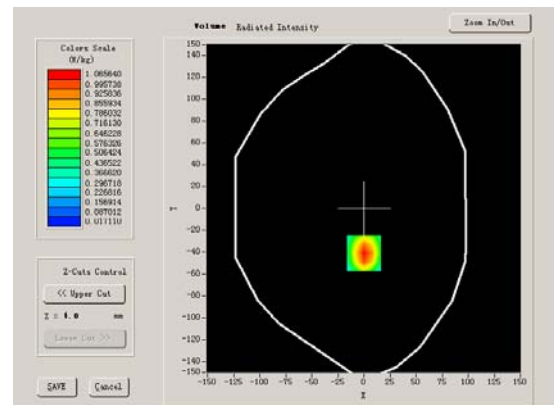 Volume Radiated Intensity
Zoom In/Out
Colors Scale
(W/kg)
1.065640
0.995738
0.925836
0.855934
0.786032
0.716130
0.646228
0.576326
0.506424
0.436522
0.366620
0.296718
0.226816
0.156914
0.087012
0.017110
Z-Cuts Control
<< Upper Cut
Z = 4.0 mm
Lower Cut >>
SAVE
Cancel
150
140
120
100
80
60
40
20
0
-20
-40
-60
-80
-100
-120
-140
-150
Y
-150 -125 -100 -75 -50 -25 0 25 50 75 100 125 150
X